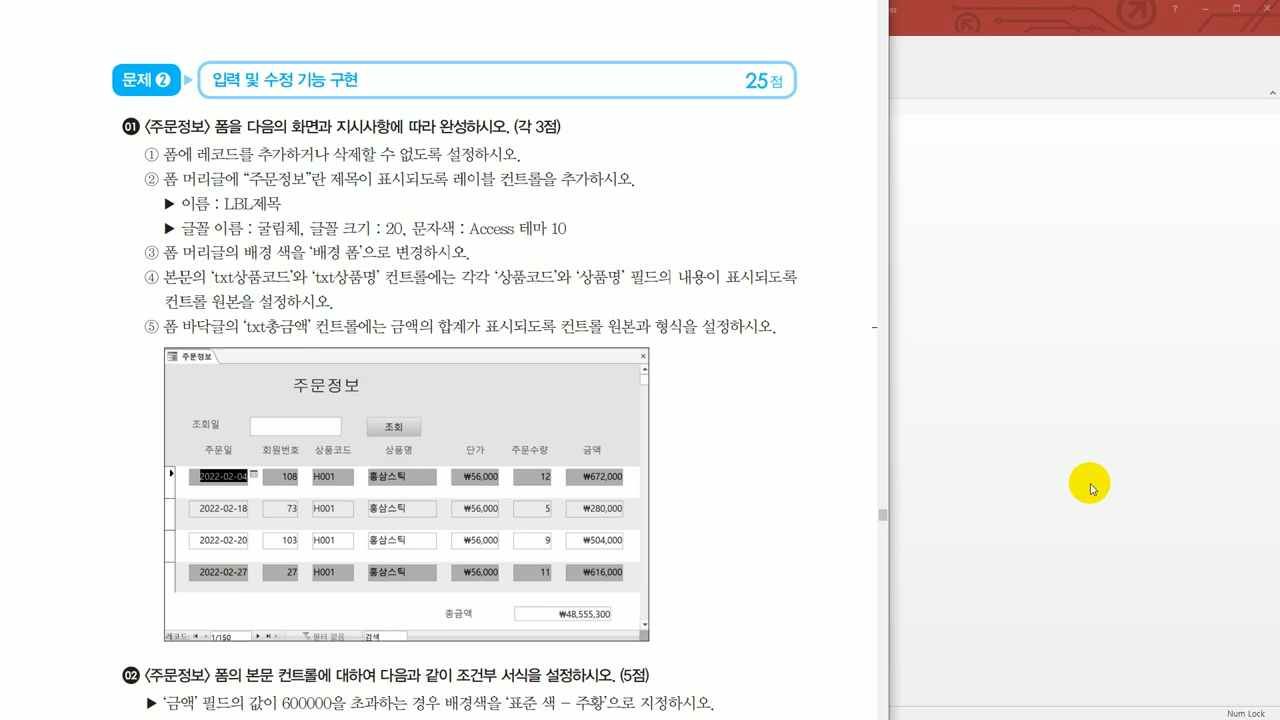 ss
?
문제 2 입력 및 수정 기능 구현 25점
01 〈주문정보〉 폼을 다음의 화면과 지시사항에 따라 완성하시오. (각 3점)
① 폼에 레코드를 추가하거나 삭제할 수 없도록 설정하시오.
② 폼 머리글에 “주문정보”란 제목이 표시되도록 레이블 컨트롤을 추가하시오.
▶ 이름 : LBL제목
▶ 글꼴 이름 : 굴림체, 글꼴 크기 : 20, 문자색 : Access 테마 10
③ 폼 머리글의 배경 색을 ‘배경 폼’으로 변경하시오.
④ 본문의 ‘txt상품코드’와 ‘txt상품명’ 컨트롤에는 각각 ‘상품코드’와 ‘상품명’ 필드의 내용이 표시되도록
컨트롤 원본을 설정하시오.
⑤ 폼 바닥글의 ‘txt총금액’ 컨트롤에는 금액의 합계가 표시되도록 컨트롤 원본과 형식을 설정하시오.
주문정보
주문정보
조회일 조회
주문일 회원번호 상품코드 상품명 단가 주문수량 금액
2022-02-04 108 H001 홍삼스틱 ₩56,000 12 ₩672,000
2022-02-18 73 H001 홍삼스틱 ₩56,000 5 ₩280,000
2022-02-20 103 H001 홍삼스틱 ₩56,000 9 ₩504,000
2022-02-27 27 H001 홍삼스틱 ₩56,000 11 ₩616,000
총금액 ₩48,555,300
레코드: 1/150 필터 없음 검색
02 〈주문정보〉 폼의 본문 컨트롤에 대하여 다음과 같이 조건부 서식을 설정하시오. (5점)
▶ ‘금액’ 필드의 값이 600000을 초과하는 경우 배경색을 ‘표준 색 – 주황’으로 지정하시오.
Num Lock